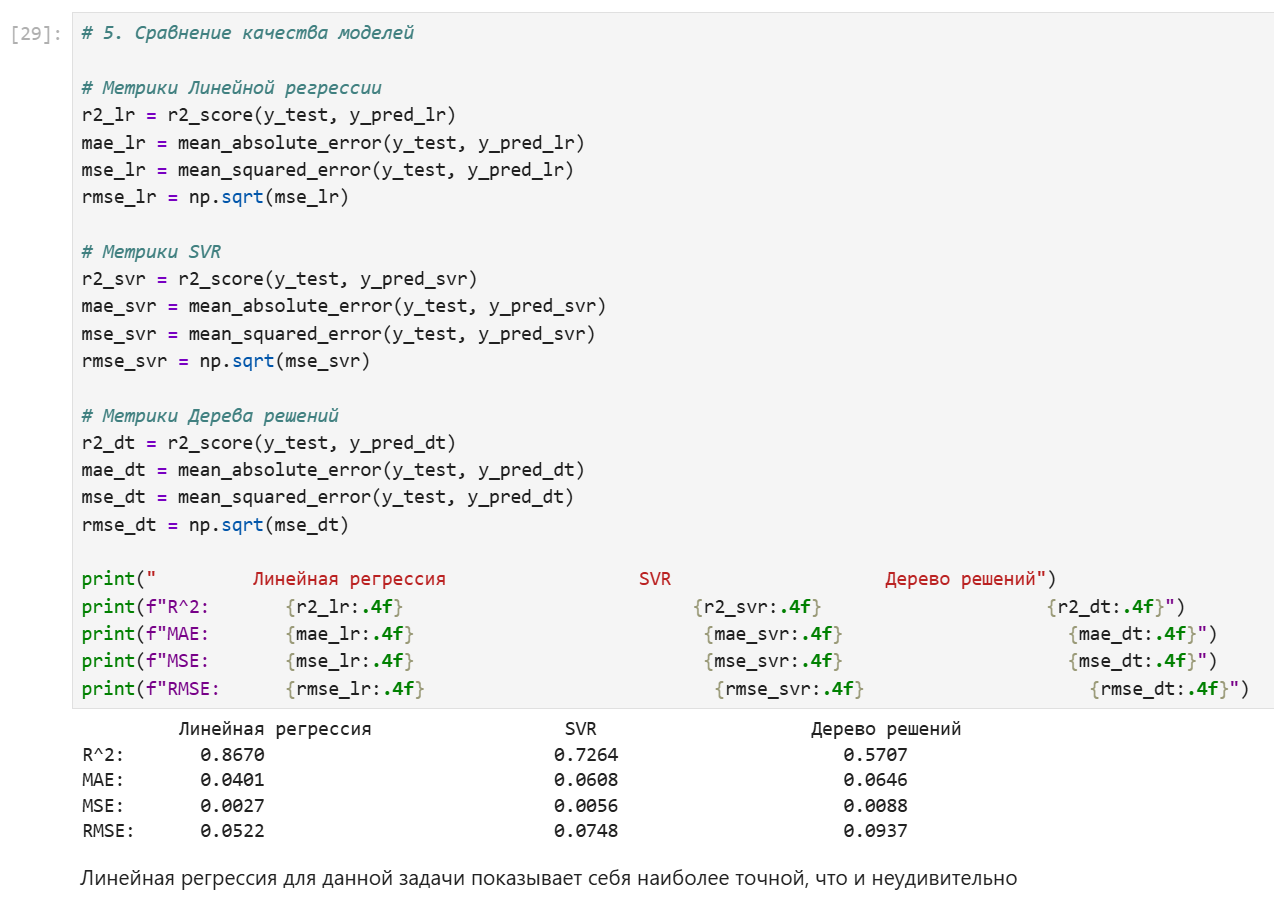 [29]: # 5. Сравнение качества моделей
# Метрики Линейной регрессии
r2_lr = r2_score(y_test, y_pred_lr)
mae_lr = mean_absolute_error(y_test, y_pred_lr)
mse_lr = mean_squared_error(y_test, y_pred_lr)
rmse_lr = np.sqrt(mse_lr)
# Метрики SVR
r2_svr = r2_score(y_test, y_pred_svr)
mae_svr = mean_absolute_error(y_test, y_pred_svr)
mse_svr = mean_squared_error(y_test, y_pred_svr)
rmse_svr = np.sqrt(mse_svr)
# Метрики Дерева решений
r2_dt = r2_score(y_test, y_pred_dt)
mae_dt = mean_absolute_error(y_test, y_pred_dt)
mse_dt = mean_squared_error(y_test, y_pred_dt)
rmse_dt = np.sqrt(mse_dt)
print("         Линейная регрессия                  SVR                    Дерево решений")
print(f"R^2:       {r2_lr:.4f}                           {r2_svr:.4f}                     {r2_dt:.4f}")
print(f"MAE:       {mae_lr:.4f}                           {mae_svr:.4f}                     {mae_dt:.4f}")
print(f"MSE:       {mse_lr:.4f}                           {mse_svr:.4f}                     {mse_dt:.4f}")
print(f"RMSE:      {rmse_lr:.4f}                           {rmse_svr:.4f}                     {rmse_dt:.4f}")
         Линейная регрессия                  SVR                    Дерево решений
R^2:       0.8670                           0.7264                     0.5707
MAE:       0.0401                           0.0608                     0.0646
MSE:       0.0027                           0.0056                     0.0088
RMSE:      0.0522                           0.0748                     0.0937
Линейная регрессия для данной задачи показывает себя наиболее точной, что и неудивительно